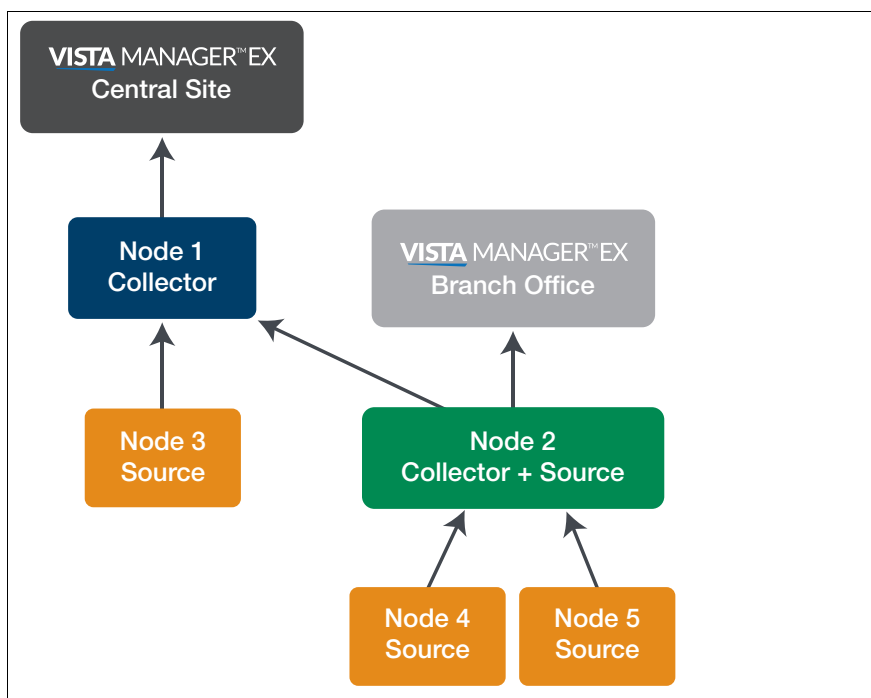 VISTA MANAGER™ EX
Central Site
Node 1
Collector
VISTA MANAGER™ EX
Branch Office
Node 3
Source
Node 2
Collector + Source
Node 4
Source
Node 5
Source